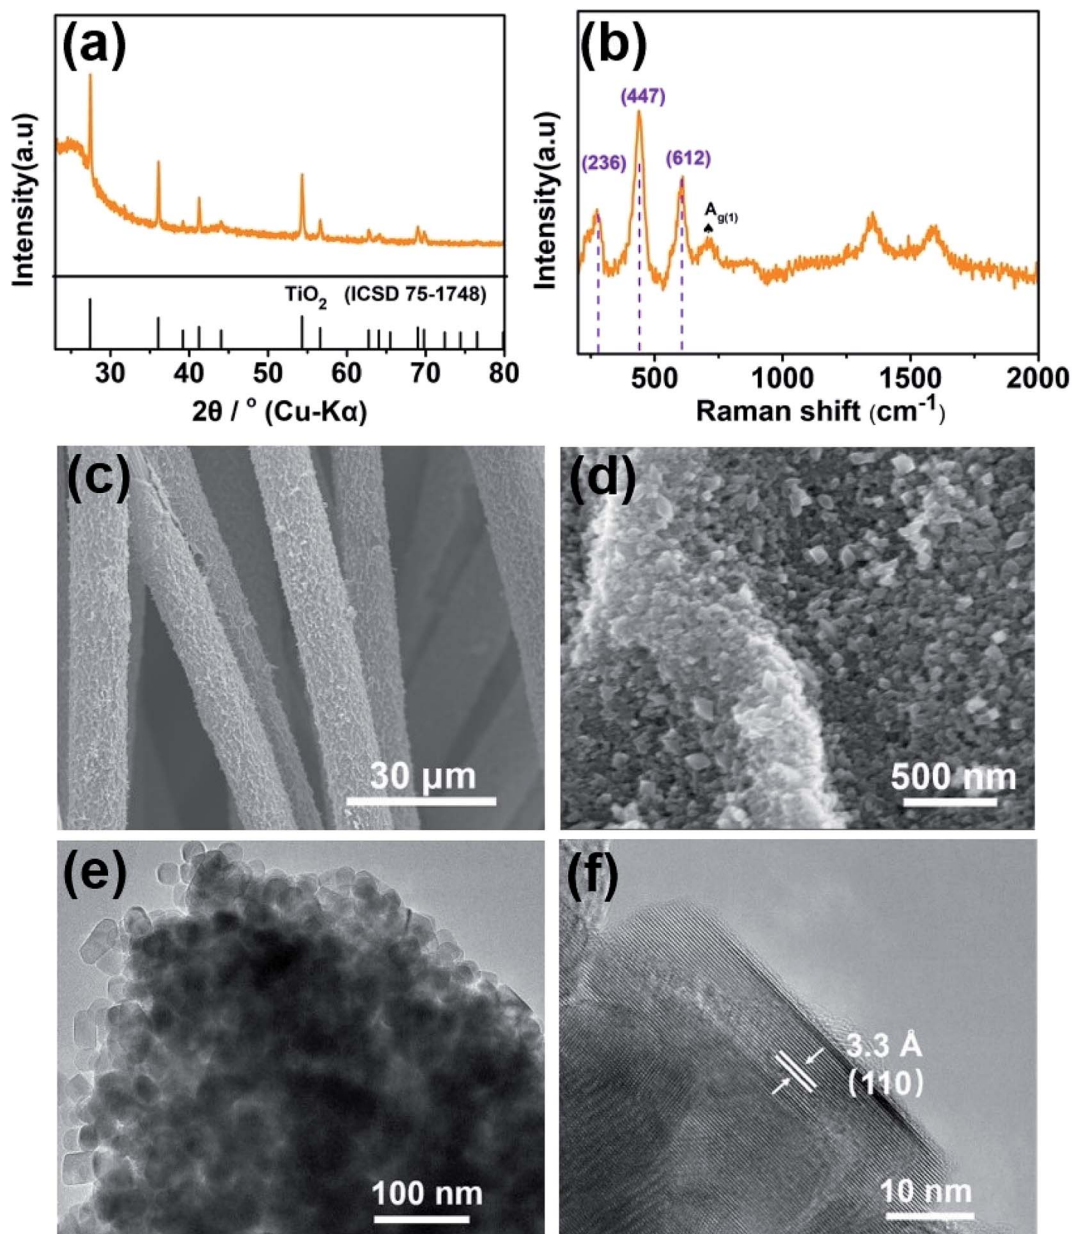 (a)
Intensity(a.u)
TiO2 (ICSD 75-1748)
30 40 50 60 70 80
2θ / ° (Cu-Kα)
(b)
Intensity(a.u)
(236)
(447)
(612)
Ag(1)
♠
500 1000 1500 2000
Raman shift (cm-1)
(c)
30 µm
(d)
500 nm
(e)
100 nm
(f)
3.3 Å
(110)
10 nm